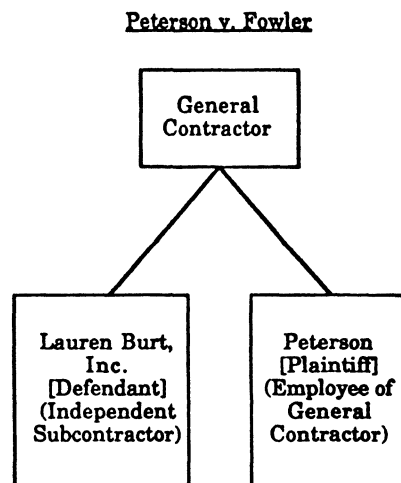 Peterson v. Fowler
General
Contractor
Lauren Burt,
Inc.
[Defendant]
(Independent
Subcontractor)
Peterson
[Plaintiff]
(Employee of
General
Contractor)